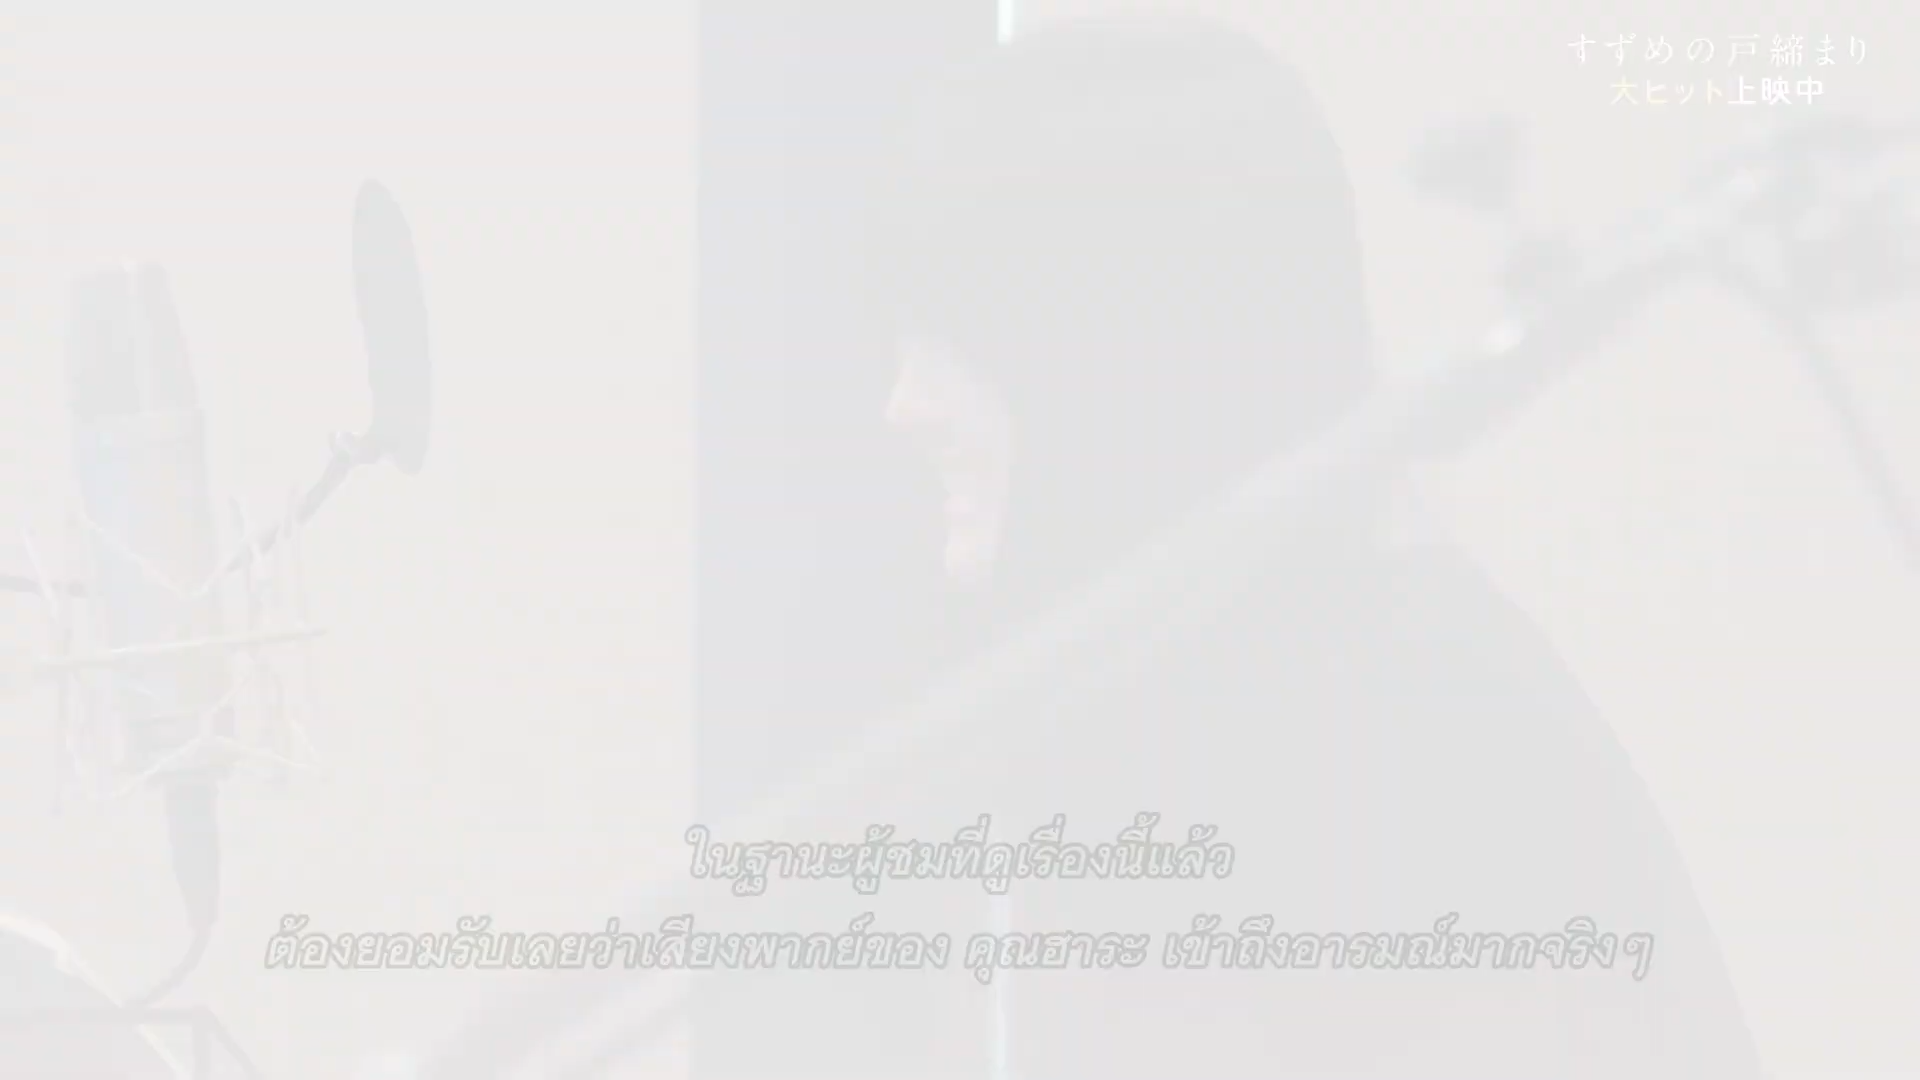 すずめの戸締まり
大ヒット上映中
ในฐานะผู้ชมที่ดูเรื่องนี้แล้ว
ต้องยอมรับเลยว่าเสียงพากย์ของ คุณฮาระ เข้าถึงอารมณ์มากจริงๆ